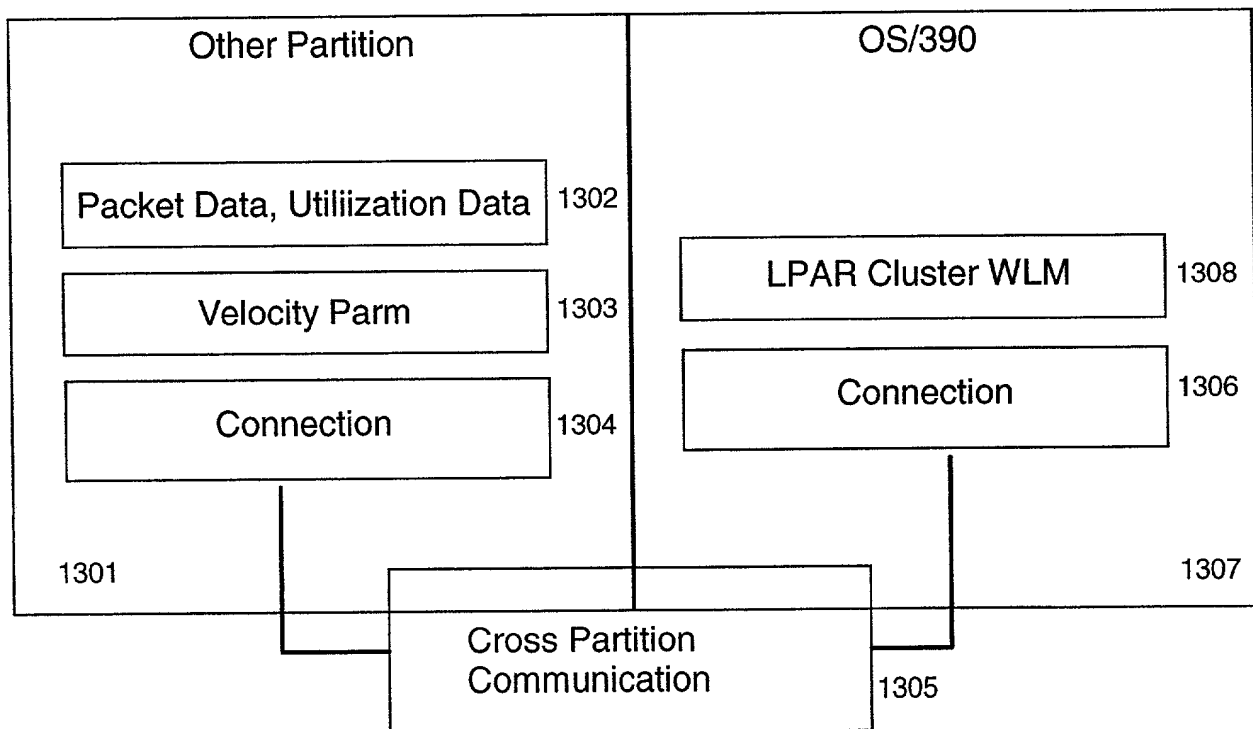 Other Partition
OS/390
Packet Data, Utiliization Data
1302
Velocity Parm
1303
Connection
1304
LPAR Cluster WLM
1308
Connection
1306
1301
1307
Cross Partition
Communication
1305